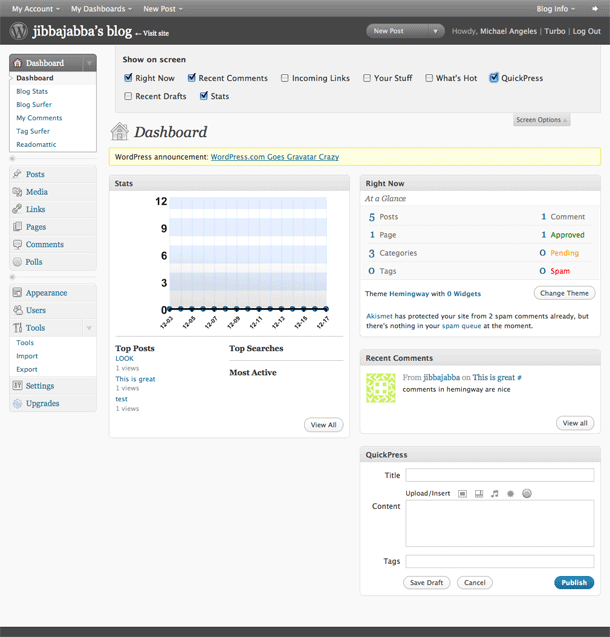 My Account
My Dashboards
New Post
Blog Info
jibbajabba's blog ← Visit site
New Post
Howdy, Michael Angeles | Turbo | Log Out
Dashboard
Dashboard
Blog Stats
Blog Surfer
My Comments
Tag Surfer
Readomattic
Posts
Media
Links
Pages
Comments
Polls
Appearance
Users
Tools
Tools
Import
Export
Settings
Upgrades
Show on screen
Right Now Recent Comments Incoming Links Your Stuff What's Hot QuickPress
Recent Drafts Stats
Screen Options
Dashboard
WordPress announcement: WordPress.com Goes Gravatar Crazy
Stats
12
9
6
3
0
12-03 12-05 12-07 12-09 12-11 12-13 12-15 12-17
Top Posts
LOOK
1 views
This is great
1 views
test
1 views
Top Searches
Most Active
View All
Right Now
At a Glance
5 Posts 1 Comment
1 Page 1 Approved
3 Categories 0 Pending
0 Tags 0 Spam
Theme Hemingway with 0 Widgets
Change Theme
Akismet has protected your site from 2 spam comments already, but
there's nothing in your spam queue at the moment.
Recent Comments
From jibbajabba on This is great #
comments in hemingway are nice
View all
QuickPress
Title
Upload/Insert
Content
Tags
Save Draft Cancel Publish